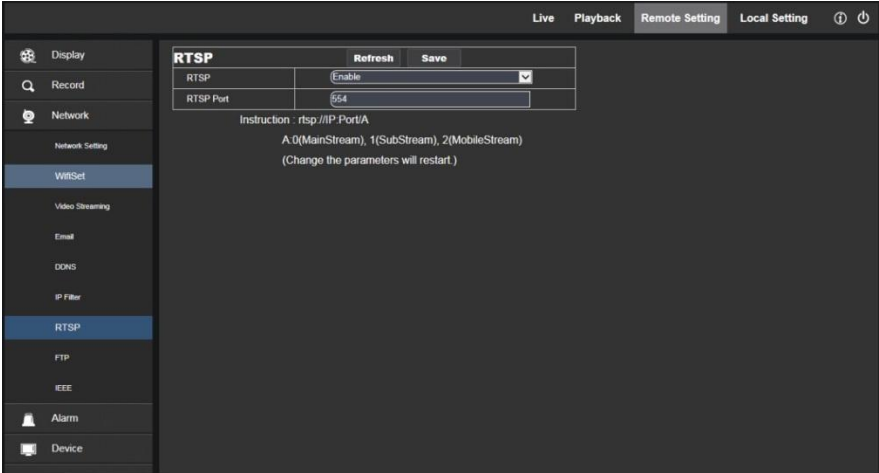 Live Playback Remote Setting Local Setting
Display
Record
Network
Network Setting
WifiSet
Video Streaming
Email
DDNS
IP Filter
RTSP
FTP
IEEE
Alarm
Device
RTSP Refresh Save
RTSP Enable
RTSP Port 554
Instruction : rtsp://IP:Port/A
A:0(MainStream), 1(SubStream), 2(MobileStream)
(Change the parameters will restart.)